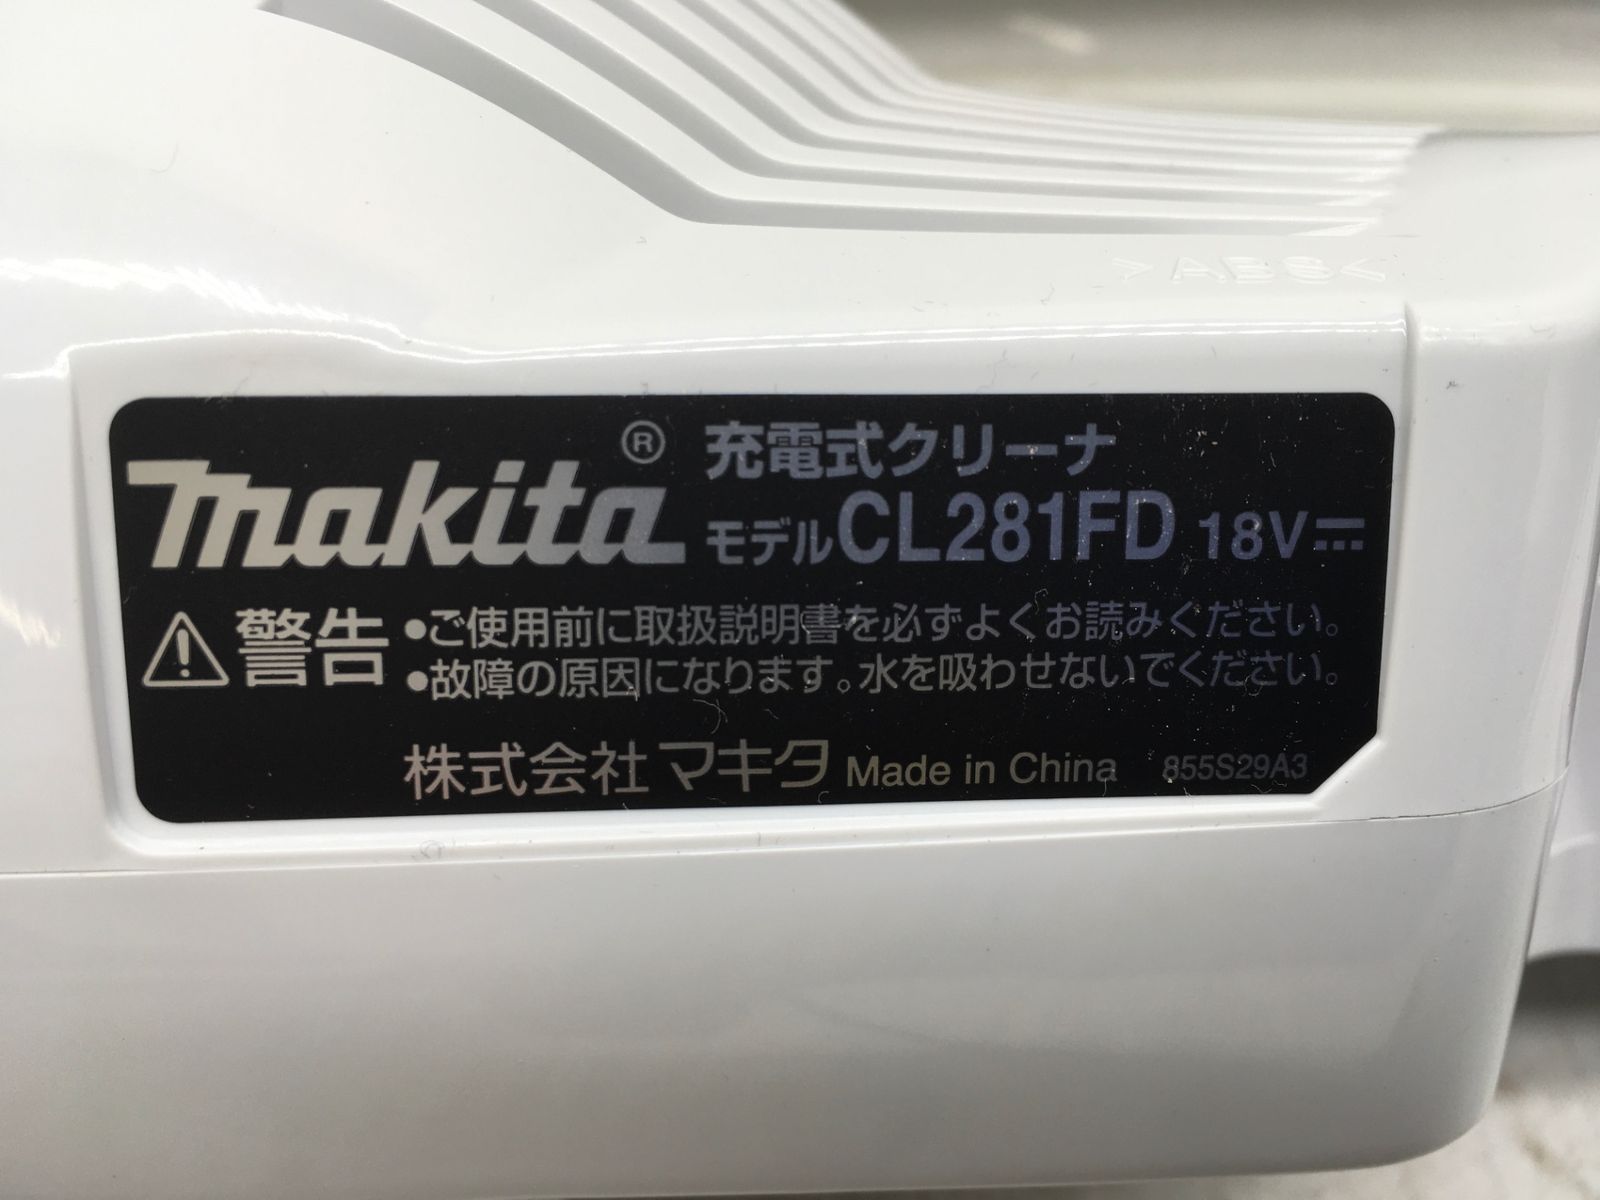 >ABS<
makita® 充電式クリーナ
モデルCL281FD 18V⎓
⚠警告 •ご使用前に取扱説明書を必ずよくお読みください。
•故障の原因になります。水を吸わせないでください。
株式会社マキタ Made in China 855S29A3